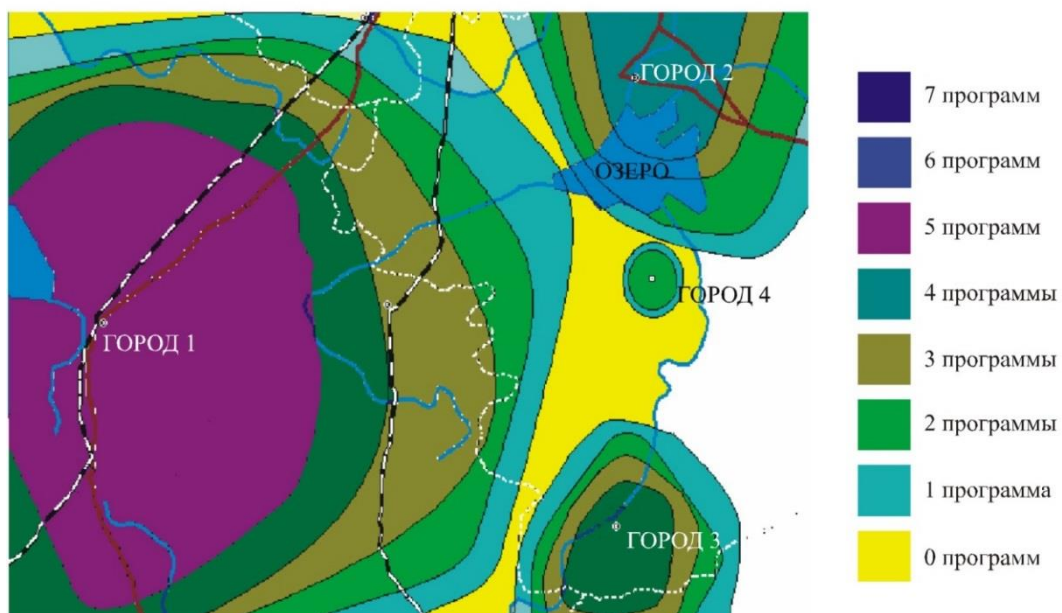 ГОРОД 2
ОЗЕРО
ГОРОД 4
ГОРОД 1
ГОРОД 3
7 программ
6 программ
5 программ
4 программы
3 программы
2 программы
1 программа
0 программ